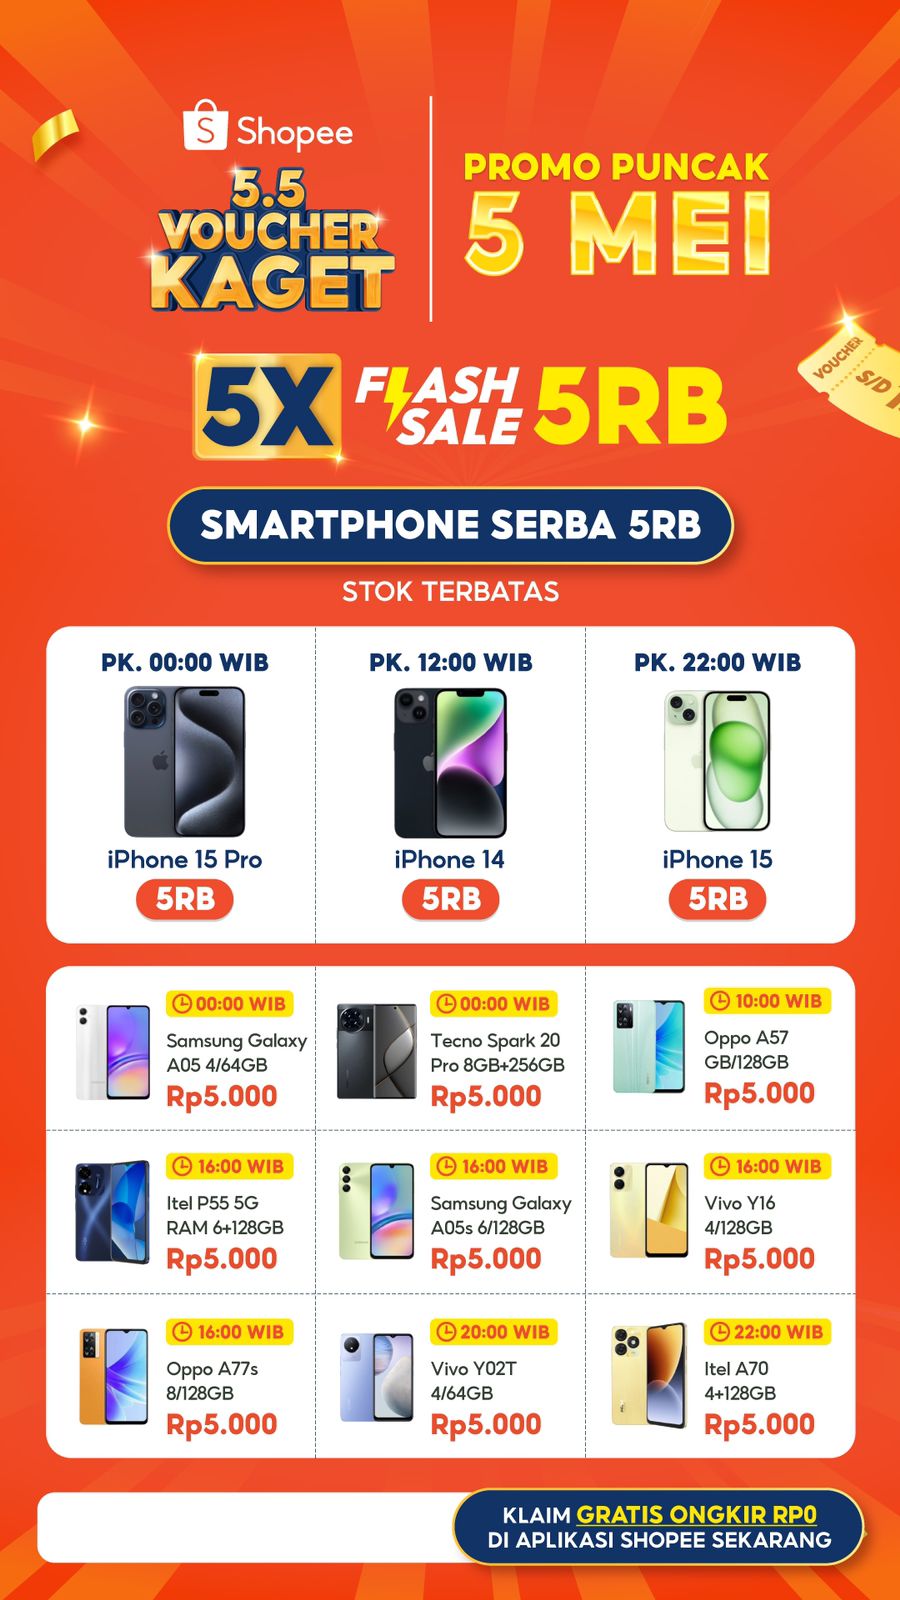 Shopee
5.5
VOUCHER
KAGET
PROMO PUNCAK
5 MEI
VOUCHER
S/D
5X FLASH SALE 5RB
SMARTPHONE SERBA 5RB
STOK TERBATAS
PK. 00:00 WIB
iPhone 15 Pro
5RB
PK. 12:00 WIB
iPhone 14
5RB
PK. 22:00 WIB
iPhone 15
5RB
00:00 WIB
Samsung Galaxy
A05 4/64GB
Rp5.000
00:00 WIB
Tecno Spark 20
Pro 8GB+256GB
Rp5.000
10:00 WIB
Oppo A57
GB/128GB
Rp5.000
16:00 WIB
Itel P55 5G
RAM 6+128GB
Rp5.000
16:00 WIB
Samsung Galaxy
A05s 6/128GB
Rp5.000
16:00 WIB
Vivo Y16
4/128GB
Rp5.000
16:00 WIB
Oppo A77s
8/128GB
Rp5.000
20:00 WIB
Vivo Y02T
4/64GB
Rp5.000
22:00 WIB
Itel A70
4+128GB
Rp5.000
KLAIM GRATIS ONGKIR RP0
DI APLIKASI SHOPEE SEKARANG